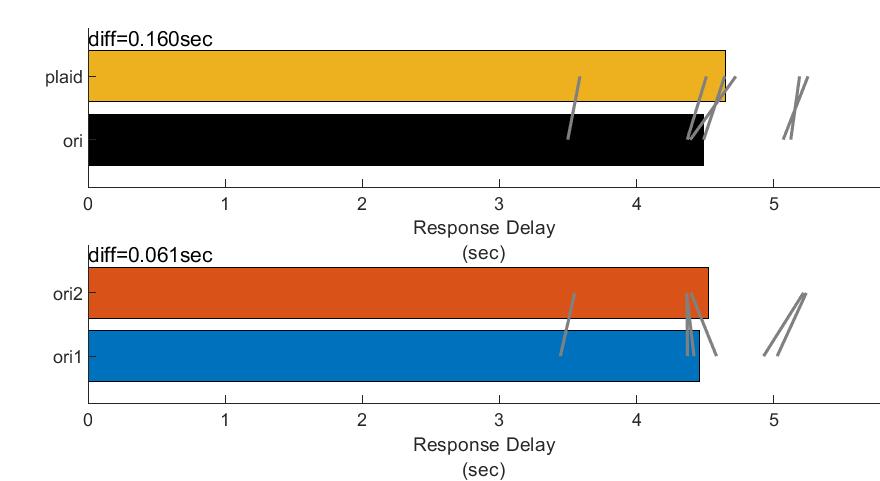 diff=0.160sec
plaid
ori
0 1 2 3 4 5
Response Delay
(sec)
diff=0.061sec
ori2
ori1
0 1 2 3 4 5
Response Delay
(sec)